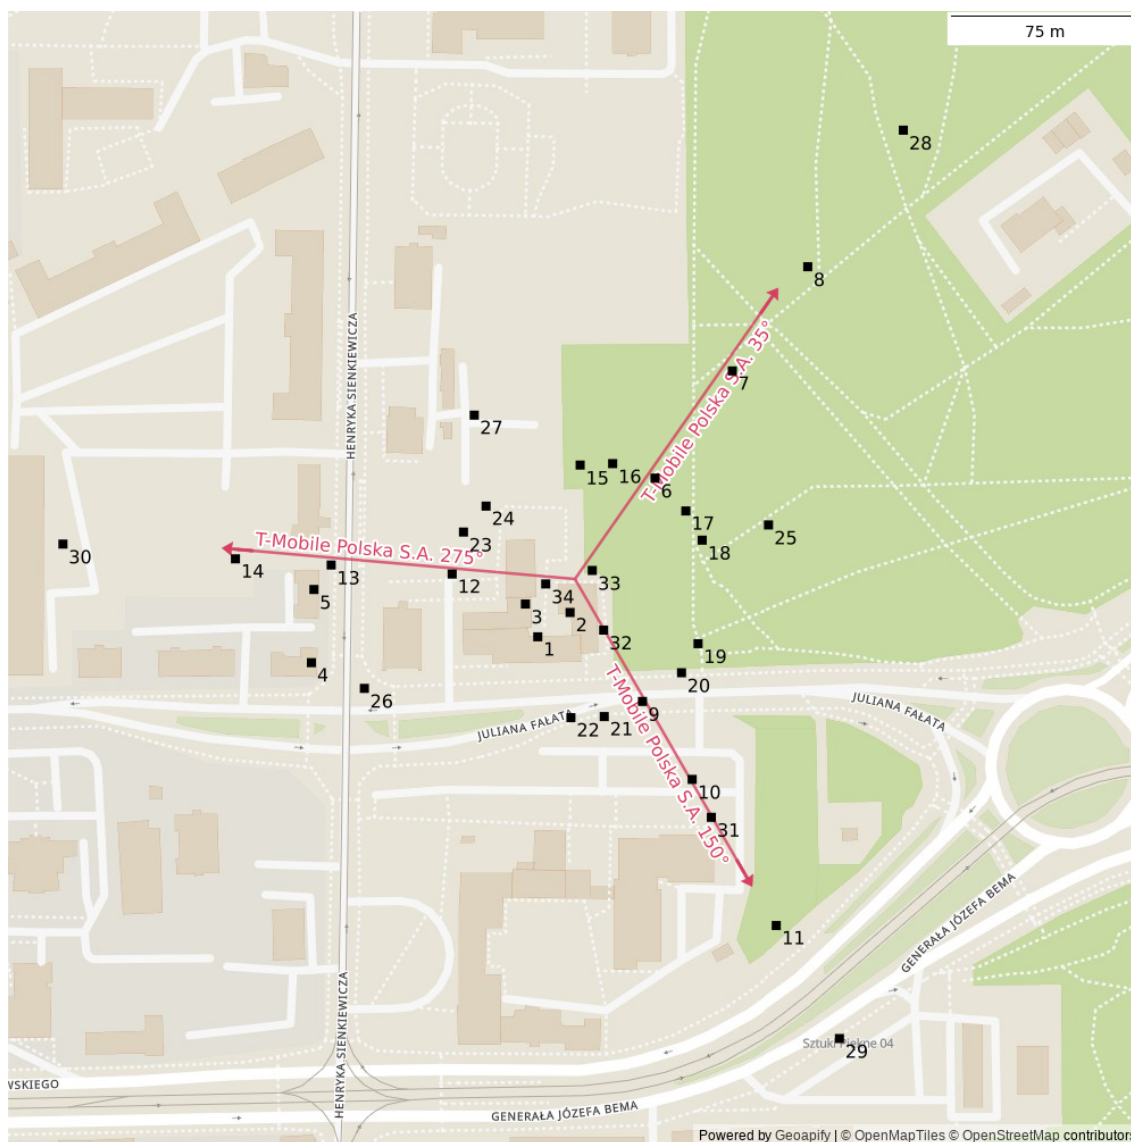 75 m
28
8
HENRYKA SIENKIEWICZA
T-Mobile Polska S.A. 35°
7
27
15
16
6
24
17
25
18
23
T-Mobile Polska S.A. 275°
30
14
13
12
33
34
5
3
2
32
1
19
4
20
26
9
JULIANA FAŁATA
JULIANA FAŁATA
22
21
T-Mobile Polska S.A. 150°
10
31
11
GENERAŁA JÓZEFA BEMA
HENRYKA SIENKIEWICZA
Sztuki Piękne 04
29
WSKIEGO
GENERAŁA JÓZEFA BEMA
Powered by Geoapify | © OpenMapTiles © OpenStreetMap contributors